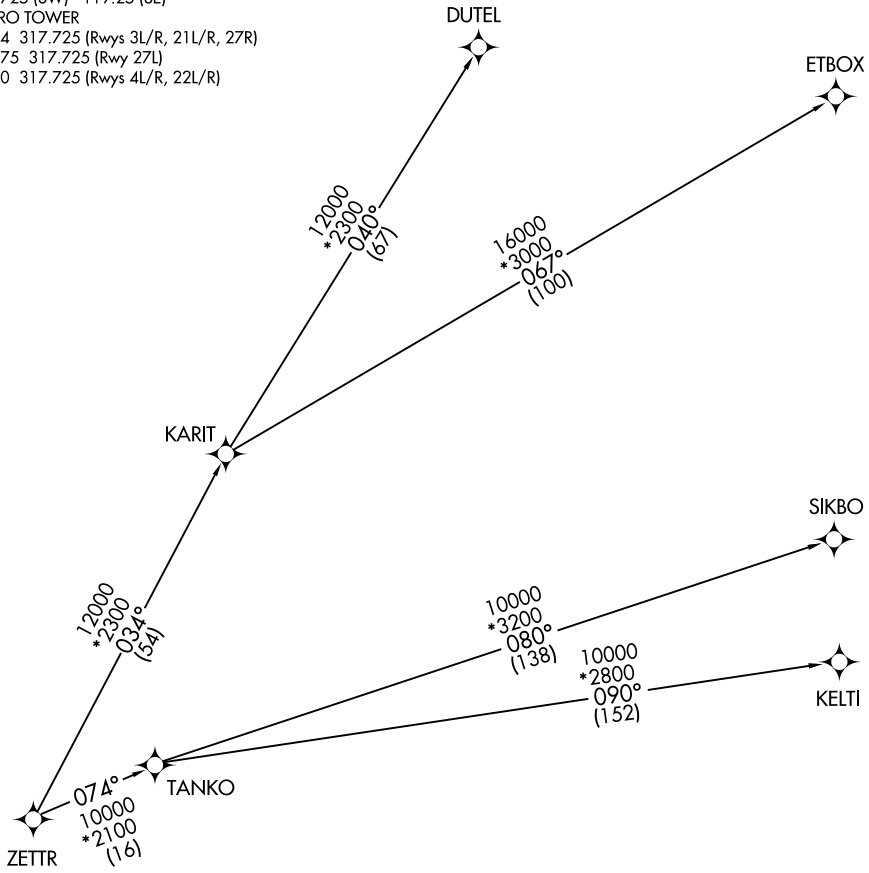 RO TOWER
4 317.725 (Rwys 3L/R, 21L/R, 27R)
75 317.725 (Rwy 27L)
0 317.725 (Rwys 4L/R, 22L/R)
DUTEL
ETBOX
12000
*2300
040°
(67)
16000
*3000
067°
(100)
KARIT
SIKBO
12000
*2300
034°
(54)
10000
*3200
080°
(138)
10000
*2800
090°
(152)
KELTI
TANKO
074°
10000
*2100
(16)
ZETTR